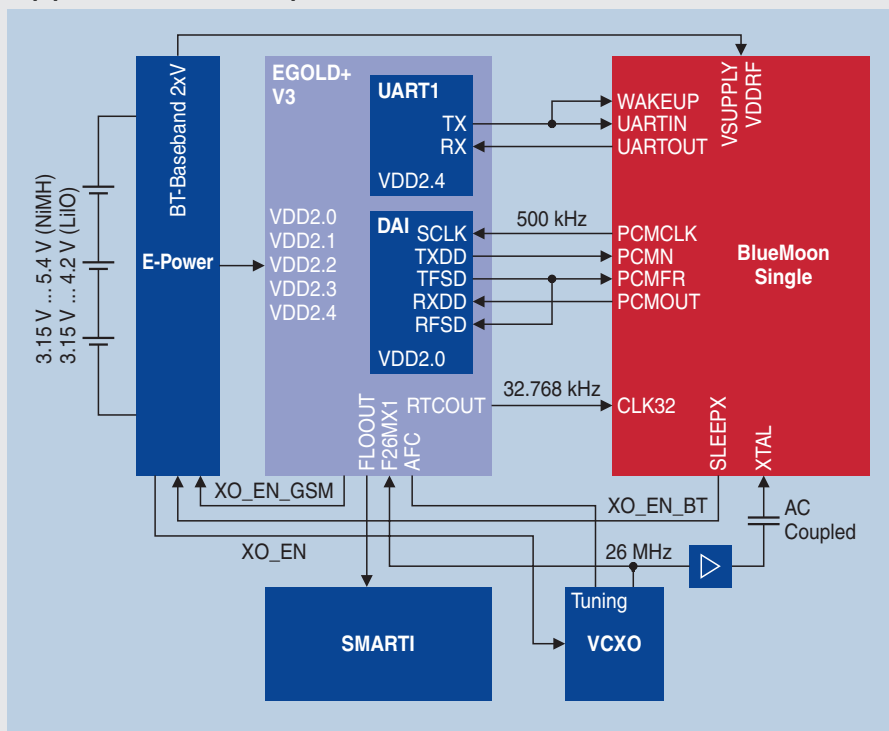 BT-Baseband 2xV
E-Power
3.15 V ... 5.4 V (NiMH)
3.15 V ... 4.2 V (LiIO)
EGOLD+
V3
UART1
TX
RX
VDD2.4
VDD2.0
VDD2.1
VDD2.2
VDD2.3
VDD2.4
DAI
SCLK
TXDD
TFSD
RXDD
RFSD
VDD2.0
RTCOUT
FLOOUT
F26MX1
AFC
500 kHz
32.768 kHz
VSUPPLY
VDDRF
WAKEUP
UARTIN
UARTOUT
PCMCLK
PCMN
PCMFR
PCMOUT
BlueMoon
Single
CLK32
SLEEPX
XTAL
XO_EN_GSM
XO_EN_BT
AC
Coupled
XO_EN
26 MHz
SMARTI
Tuning
VCXO